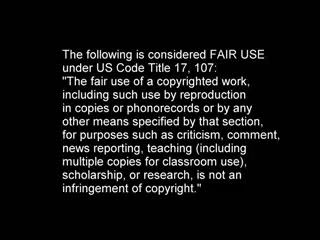 The following is considered FAIR USE
under US Code Title 17, 107:
"The fair use of a copyrighted work,
including such use by reproduction
in copies or phonorecords or by any
other means specified by that section,
for purposes such as criticism, comment,
news reporting, teaching (including
multiple copies for classroom use),
scholarship, or research, is not an
infringement of copyright."